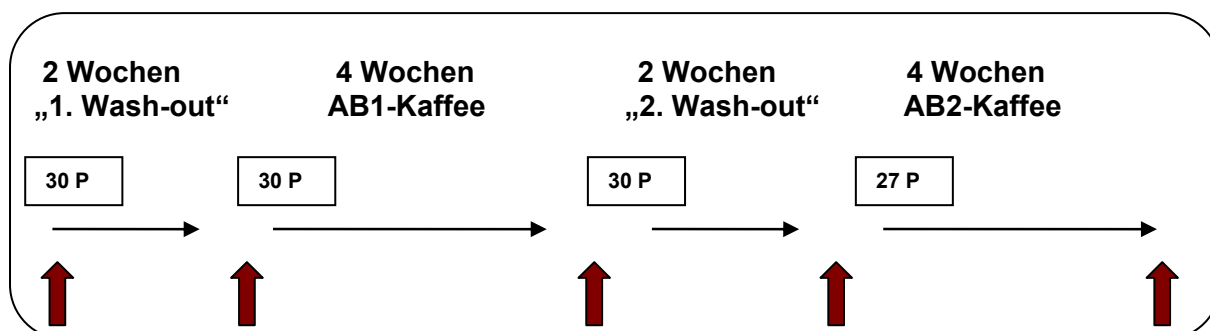 2 Wochen
„1. Wash-out“
4 Wochen
AB1-Kaffee
2 Wochen
„2. Wash-out“
4 Wochen
AB2-Kaffee
30 P
30 P
30 P
27 P